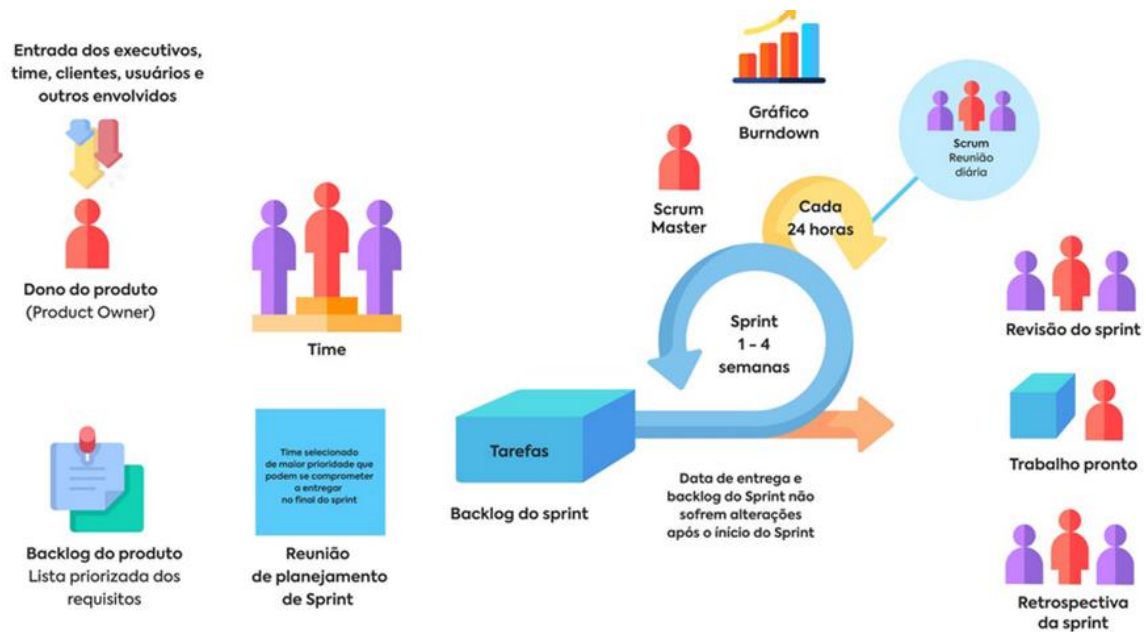 Entrada dos executivos,
time, clientes, usuários e
outros envolvidos
Dono do produto
(Product Owner)
Time
Backlog do produto
Lista priorizada dos
requisitos
Time selecionado
de maior prioridade que
podem se comprometer
a entregar
no final do sprint
Reunião
de planejamento
de Sprint
Tarefas
Backlog do sprint
Gráfico
Burndown
Scrum
Master
Cada
24 horas
Scrum
Reunião
diária
Sprint
1 - 4
semanas
Data de entrega e
backlog do Sprint não
sofrem alterações
após o início do Sprint
Revisão do sprint
Trabalho pronto
Retrospectiva
da sprint